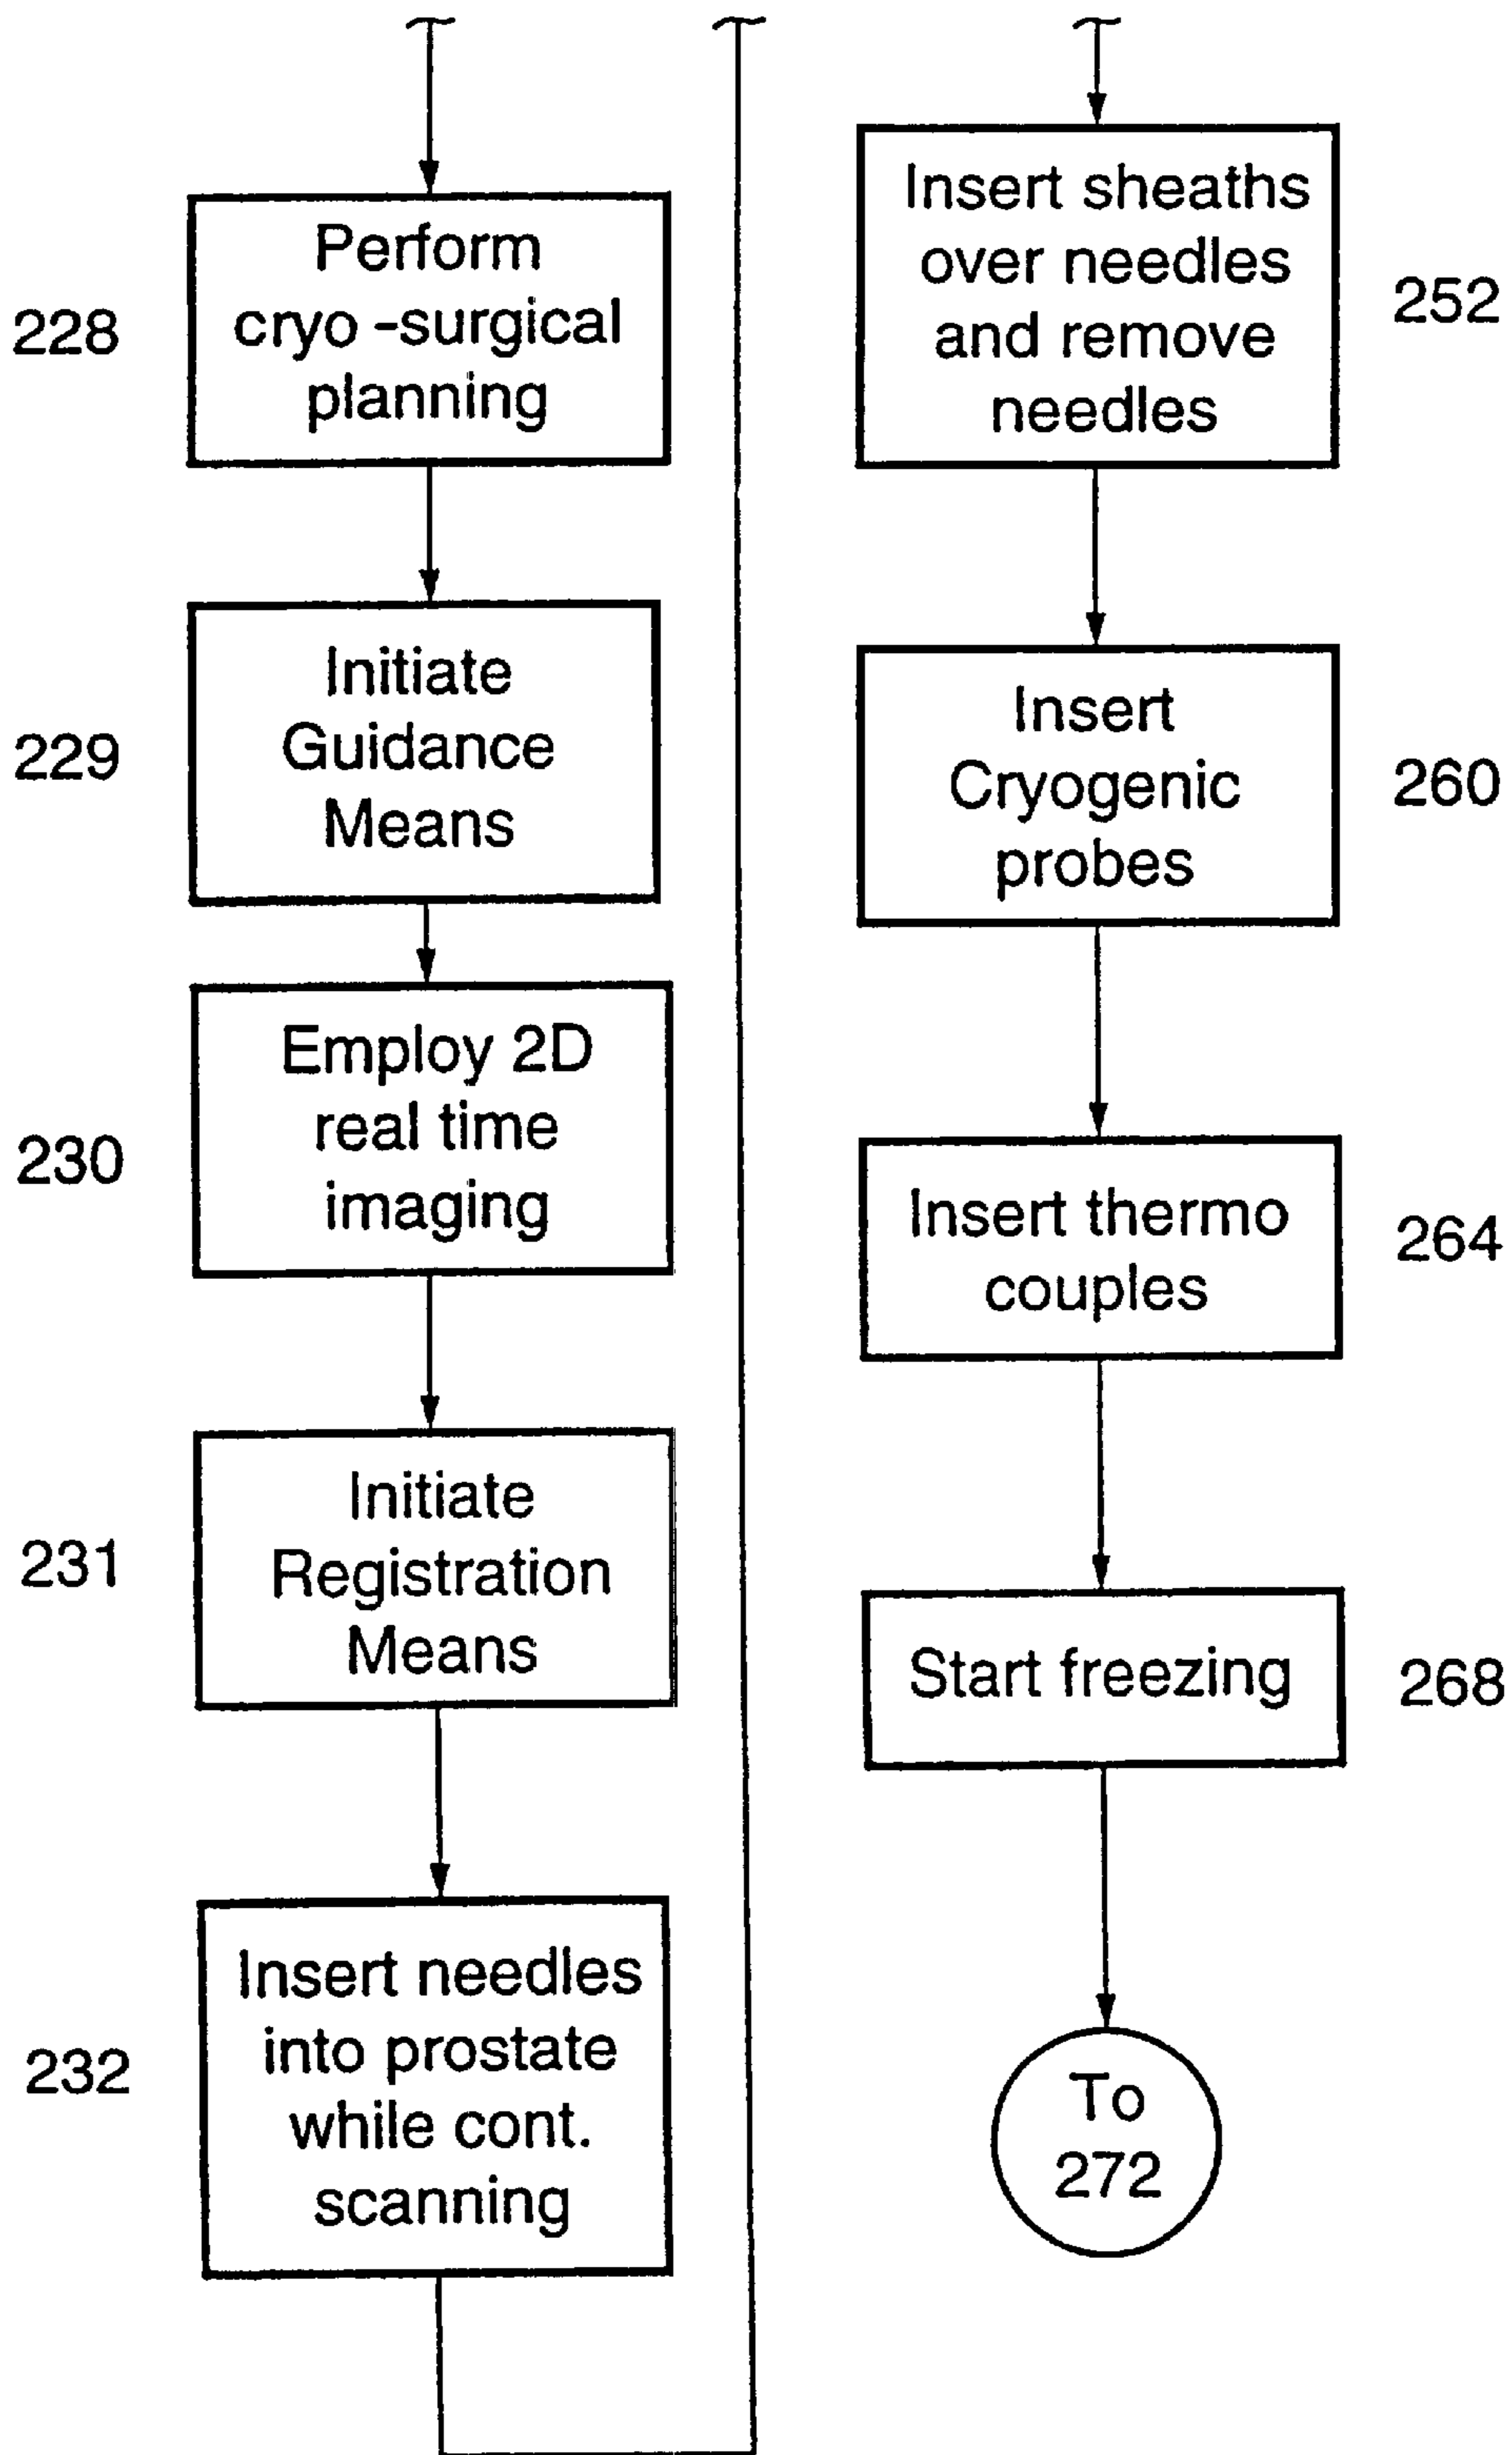 228
Perform
cryo -surgical
planning
229
Initiate
Guidance
Means
230
Employ 2D
real time
imaging
231
Initiate
Registration
Means
232
Insert needles
into prostate
while cont.
scanning
Insert sheaths
over needles
and remove
needles
252
Insert
Cryogenic
probes
260
Insert thermo
couples
264
Start freezing
268
To
272